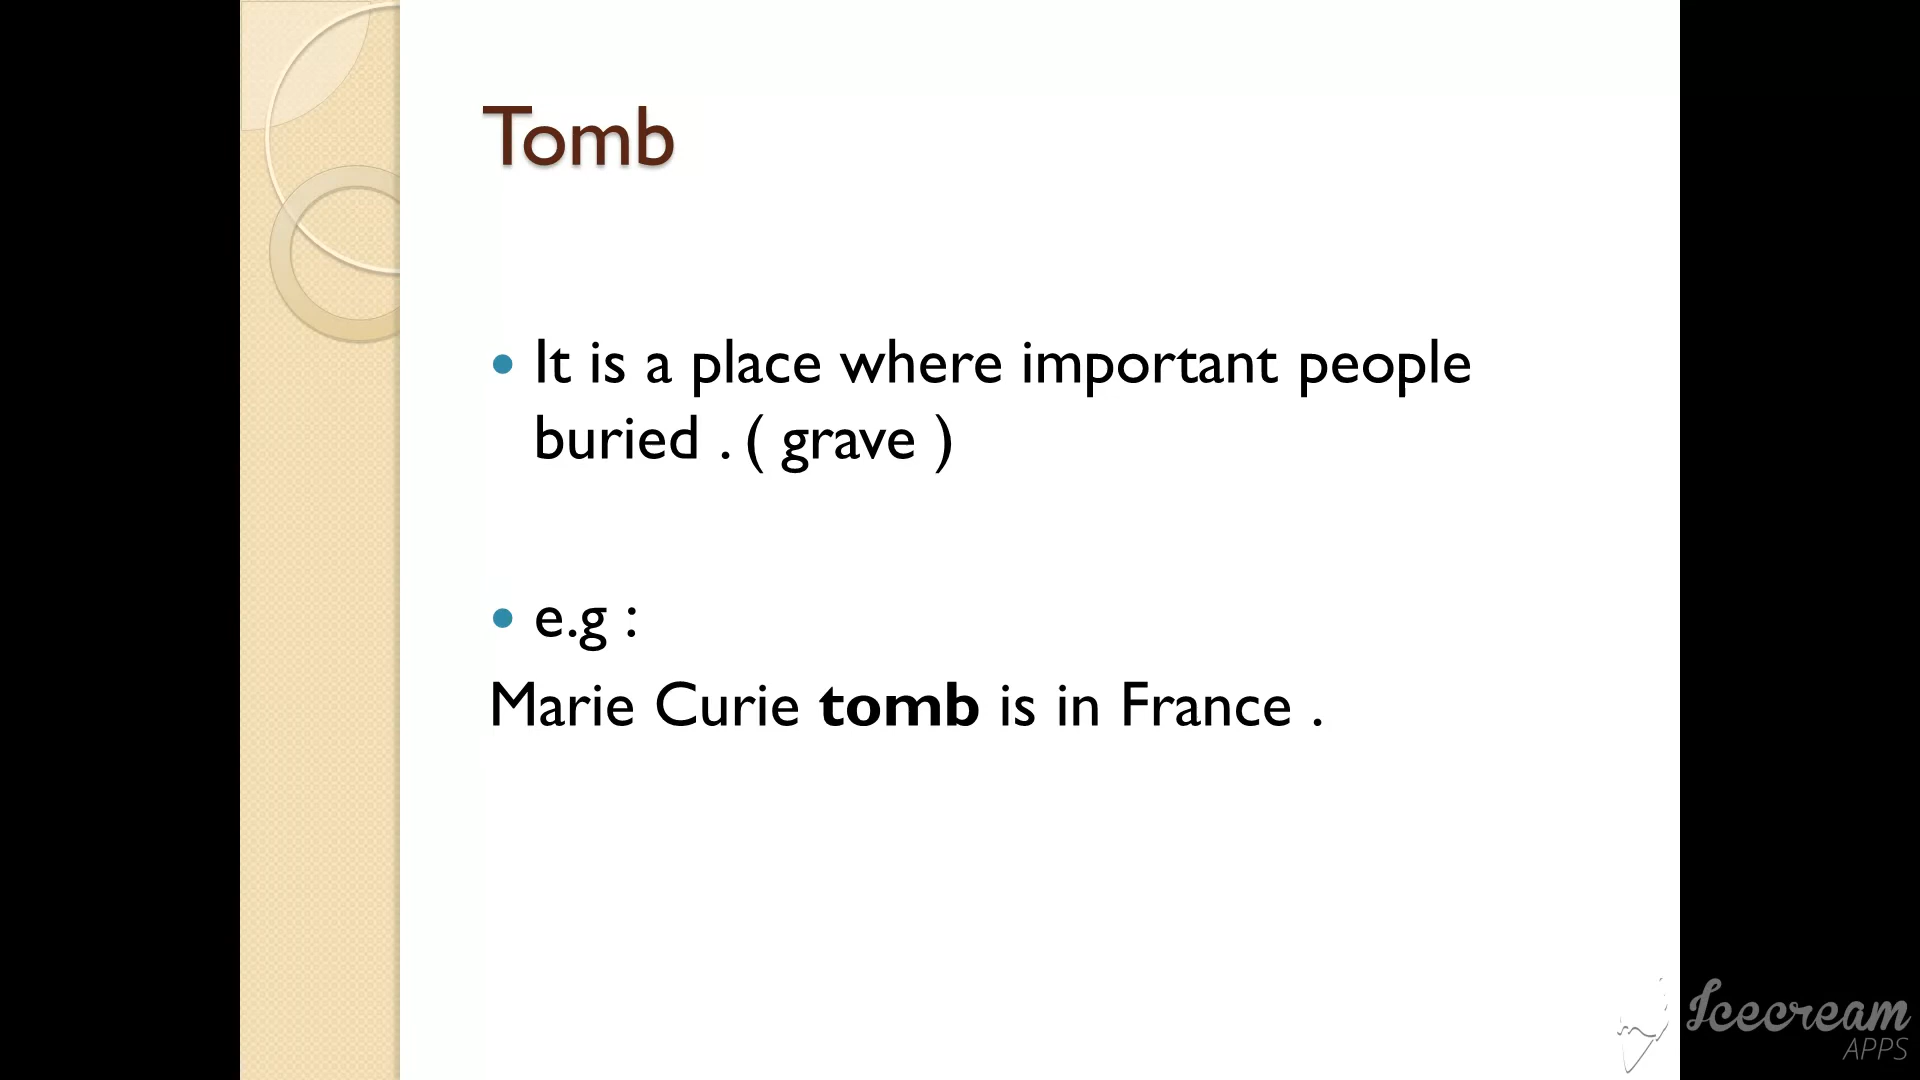 Tomb
• It is a place where important people
buried . ( grave )
• e.g :
Marie Curie tomb is in France .
Icecream
APPS